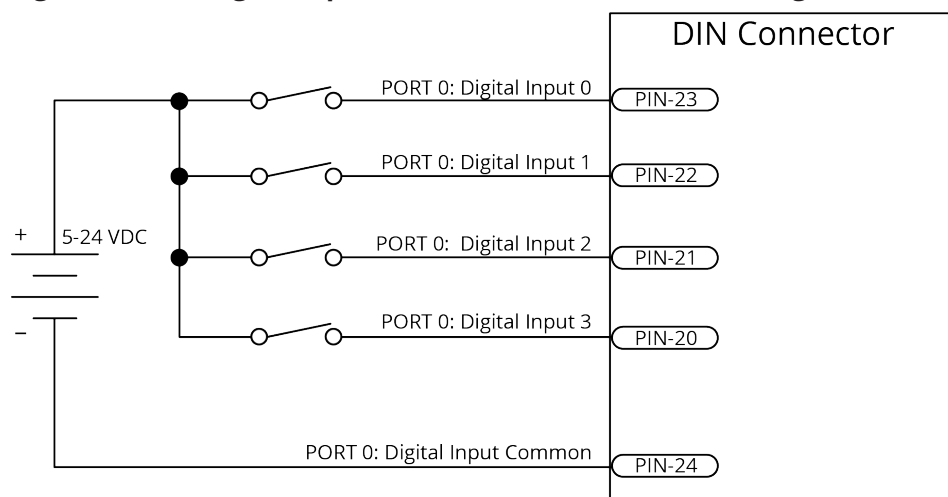 DIN Connector
PORT 0: Digital Input 0
PIN-23
PORT 0: Digital Input 1
PIN-22
+
5-24 VDC
PORT 0:  Digital Input 2
PIN-21
–
PORT 0: Digital Input 3
PIN-20
PORT 0: Digital Input Common
PIN-24